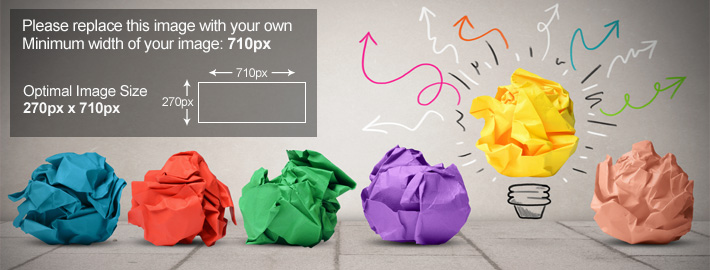 Please replace this image with your own
Minimum width of your image: 710px
710px
Optimal Image Size
270px x 710px
270px